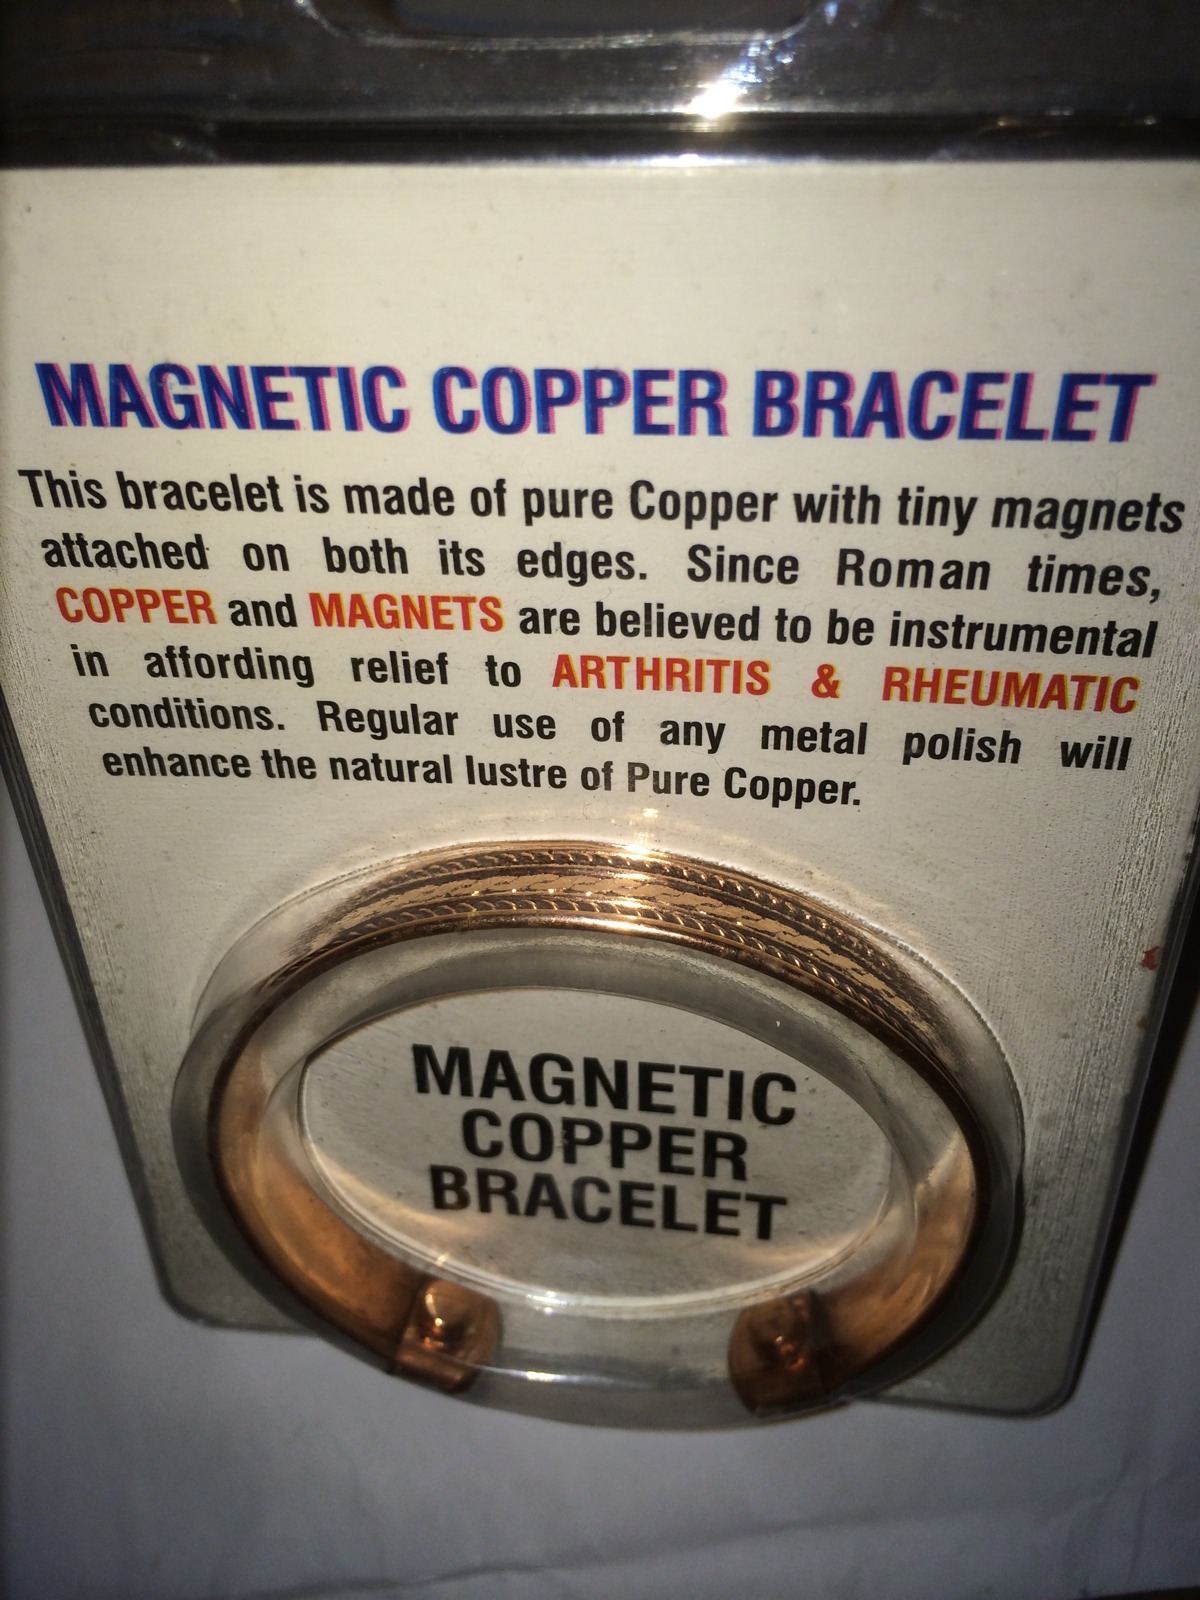 MAGNETIC COPPER BRACELET
This bracelet is made of pure Copper with tiny magnets
attached on both its edges. Since Roman times,
COPPER and MAGNETS are believed to be instrumental
in affording relief to ARTHRITIS & RHEUMATIC
conditions. Regular use of any metal polish will
enhance the natural lustre of Pure Copper.
MAGNETIC
COPPER
BRACELET